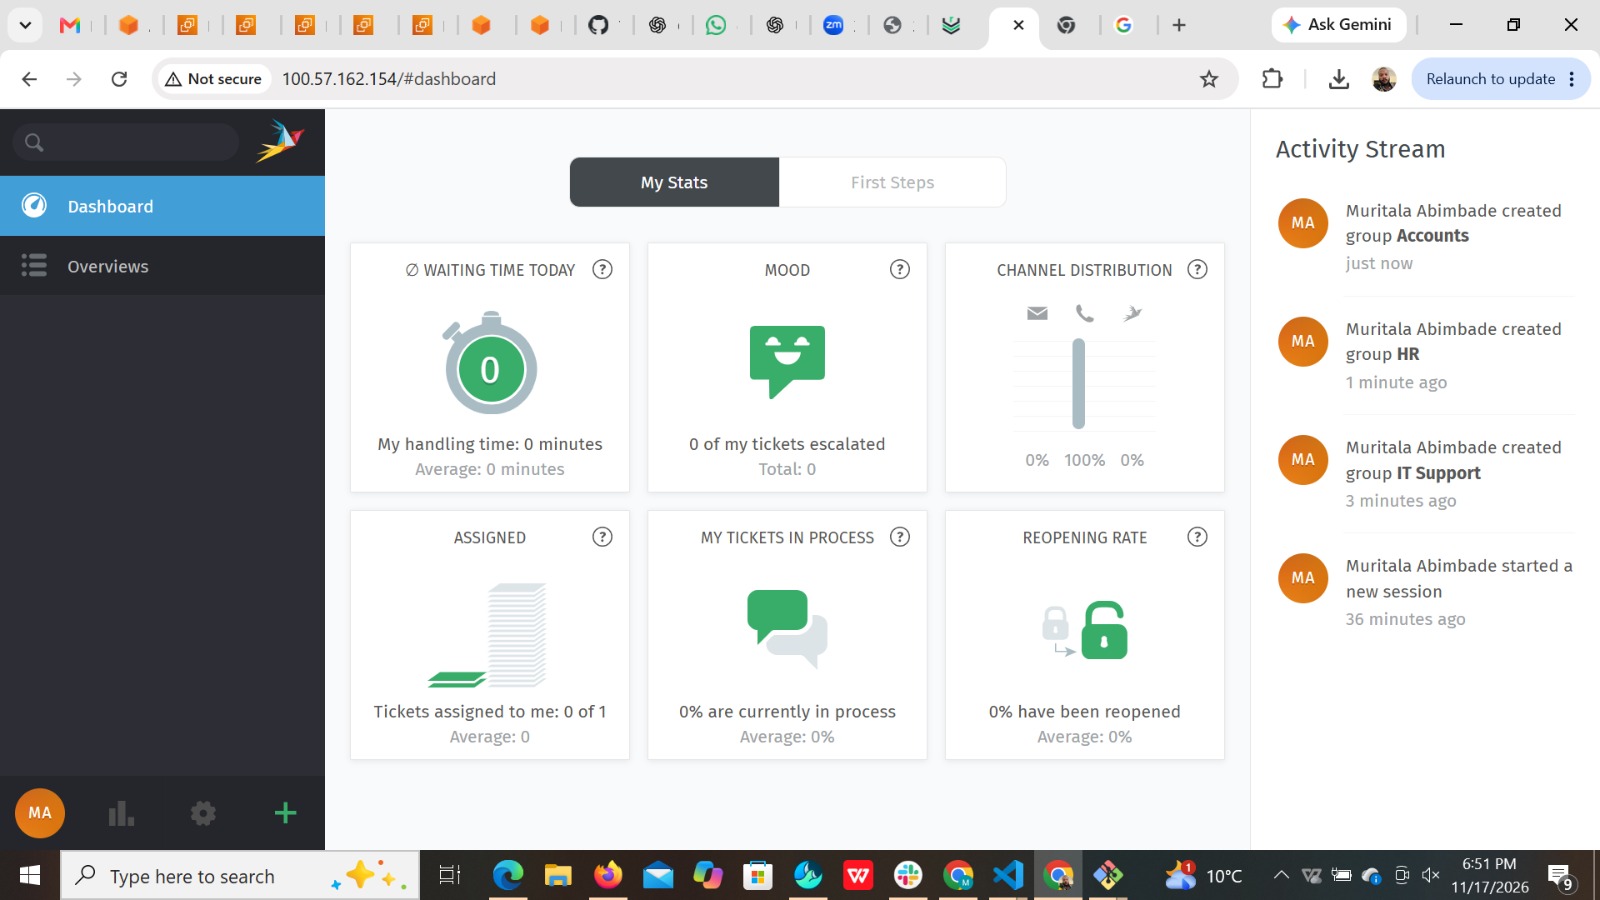 Ask Gemini
zm
Not secure
100.57.162.154/#dashboard
Relaunch to update
Dashboard
Overviews
MA
My Stats
First Steps
∅ WAITING TIME TODAY
?
0
My handling time: 0 minutes
Average: 0 minutes
MOOD
?
0 of my tickets escalated
Total: 0
CHANNEL DISTRIBUTION
?
0% 100% 0%
ASSIGNED
?
Tickets assigned to me: 0 of 1
Average: 0
MY TICKETS IN PROCESS
?
0% are currently in process
Average: 0%
REOPENING RATE
?
0% have been reopened
Average: 0%
Activity Stream
MA
Muritala Abimbade created
group Accounts
just now
MA
Muritala Abimbade created
group HR
1 minute ago
MA
Muritala Abimbade created
group IT Support
3 minutes ago
MA
Muritala Abimbade started a
new session
36 minutes ago
Type here to search
W
M
1
10°C
6:51 PM
11/17/2026
9